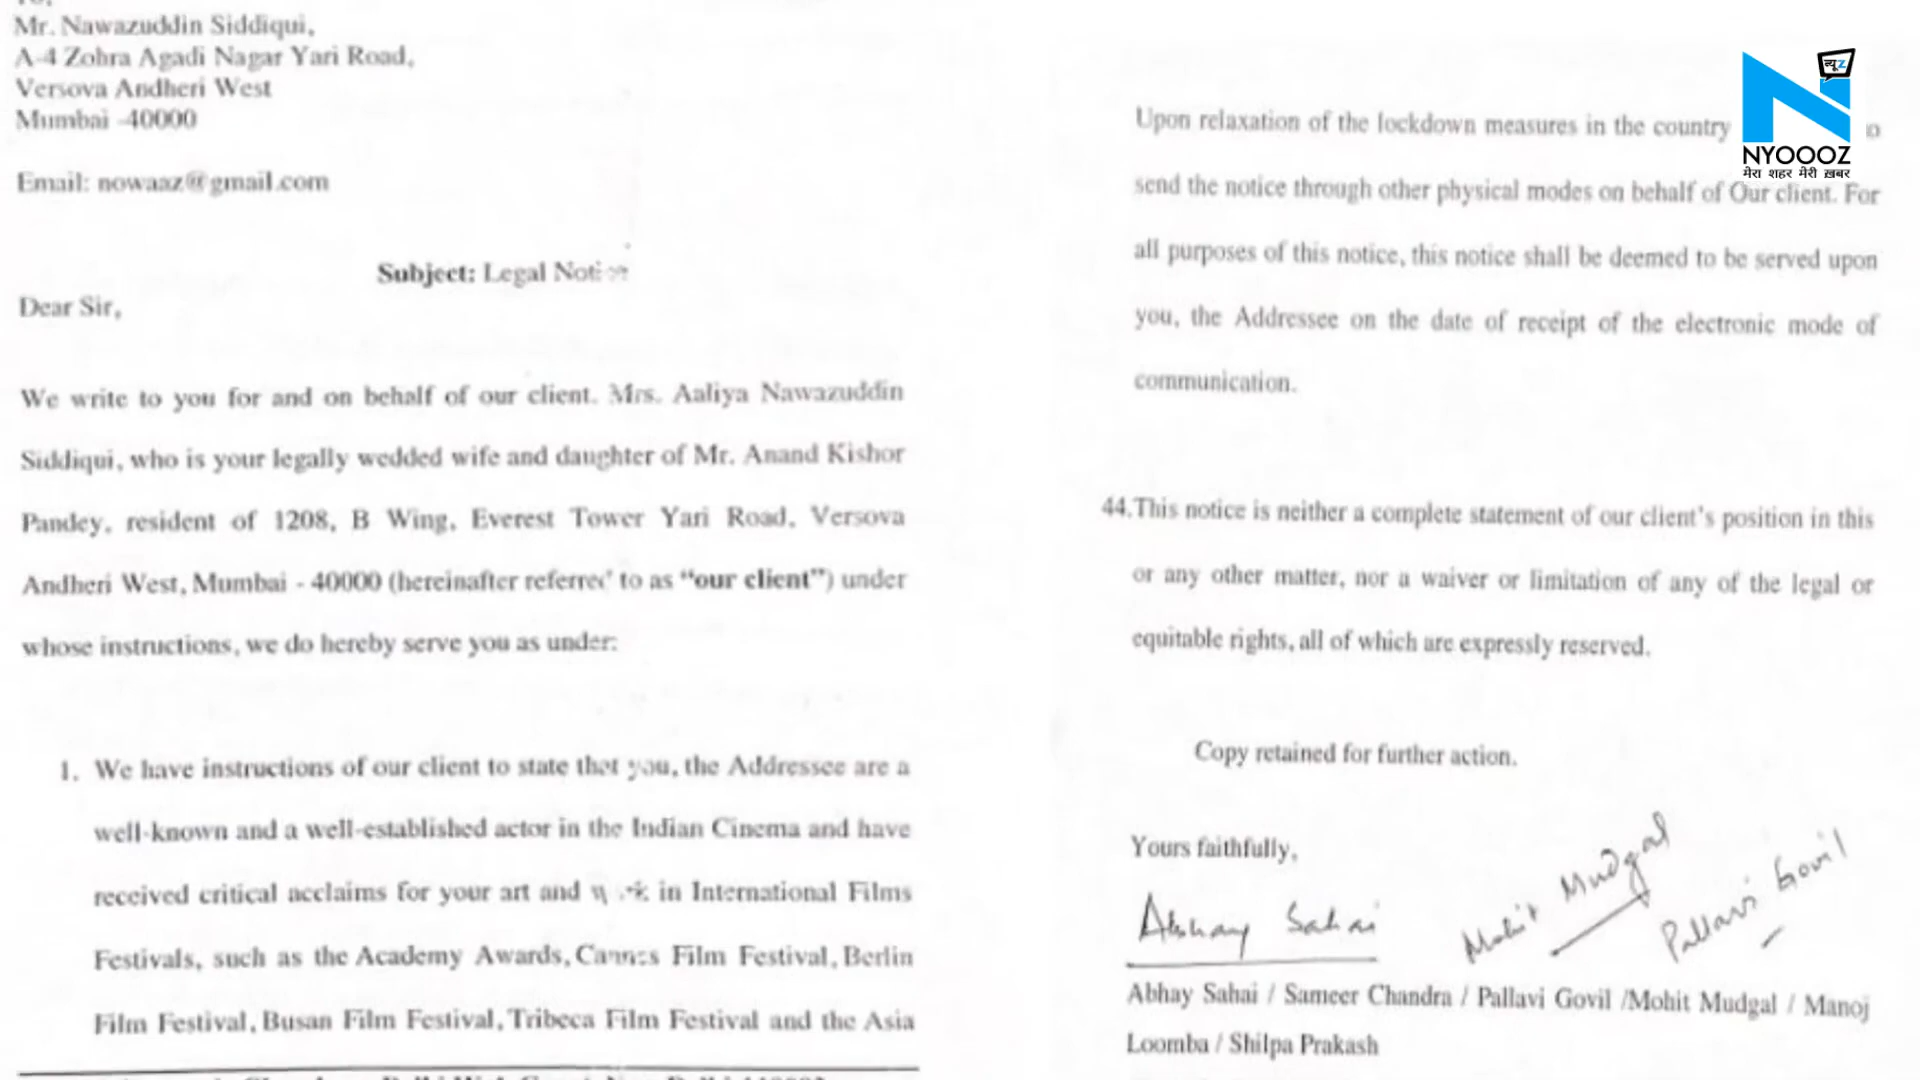 Mr. Nawazuddin Siddiqui,
A-4 Zohra Agadi Nagar Yari Road,
Versova Andheri West
Mumbai -40000
Email: nowaaz@gmail.com
Subject: Legal Notice
Dear Sir,
We write to you for and on behalf of our client. Mrs. Aaliya Nawazuddin
Siddiqui, who is your legally wedded wife and daughter of Mr. Anand Kishor
Pandey, resident of 1208, B Wing, Everest Tower Yari Road, Versova
Andheri West, Mumbai - 40000 (hereinafter referred to as “our client”) under
whose instructions, we do hereby serve you as under:
1. We have instructions of our client to state that you, the Addressee are a
well-known and a well-established actor in the Indian Cinema and have
received critical acclaims for your art and work in International Films
Festivals, such as the Academy Awards, Cannes Film Festival, Berlin
Film Festival, Busan Film Festival, Tribeca Film Festival and the Asia
Upon relaxation of the lockdown measures in the country
send the notice through other physical modes on behalf of Our client. For
all purposes of this notice, this notice shall be deemed to be served upon
you, the Addressee on the date of receipt of the electronic mode of
communication.
44.This notice is neither a complete statement of our client's position in this
or any other matter, nor a waiver or limitation of any of the legal or
equitable rights, all of which are expressly reserved.
Copy retained for further action.
Yours faithfully,
Abhay Sahai
Mohit Mudgal
Pallavi Govil
Abhay Sahai / Sameer Chandra / Pallavi Govil /Mohit Mudgal / Manoj
Loomba / Shilpa Prakash
न्यूz
NYOOOZ
मेरा शहर मेरी ख़बर